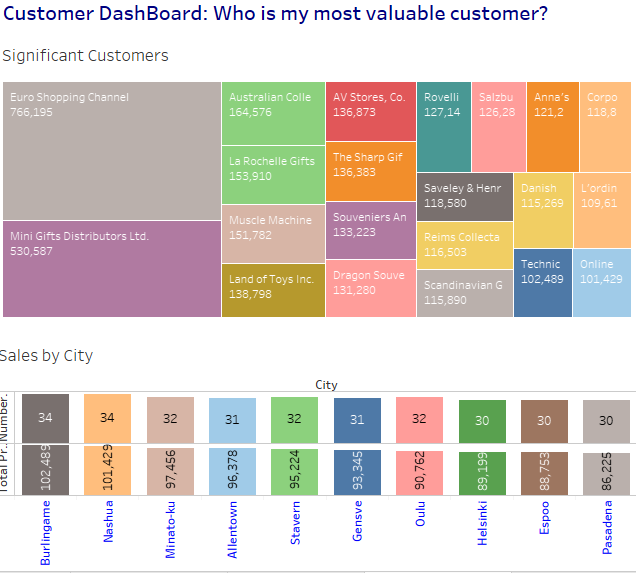 Customer DashBoard: Who is my most valuable customer?
Significant Customers
Euro Shopping Channel
766,195
Mini Gifts Distributors Ltd.
530,587
Australian Colle
164,576
La Rochelle Gifts
153,910
Muscle Machine
151,782
Land of Toys Inc.
138,798
AV Stores, Co.
136,873
The Sharp Gif
136,383
Souveniers An
133,223
Dragon Souve
131,280
Rovelli
127,14
Salzbu
126,28
Anna's
121,2
Corpo
118,8
Saveley & Henr
118,580
Reims Collecta
116,503
Scandinavian G
115,890
Danish
115,269
L'ordin
109,61
Technic
102,489
Online
101,429
Sales by City
City
Number.
34
34
32
31
32
31
32
30
30
30
Total Pr.
102,489
101,429
97,456
96,378
95,224
93,345
90,762
89,199
88,753
86,225
Burlingame
Nashua
Minato-ku
Allentown
Stavern
Gensve
Oulu
Helsinki
Espoo
Pasadena